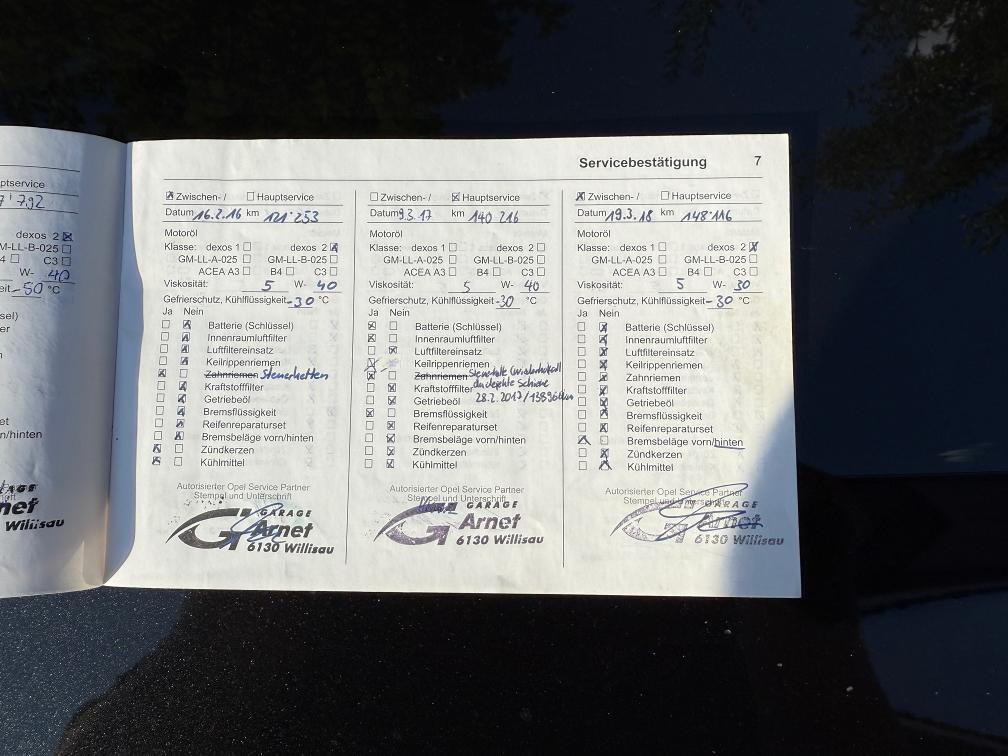 Servicebestätigung 7
ptservice
7'792
dexos 2 ☒
M-LL-B-025 ☐
4 ☐ C3 ☐
W- 40
eit -50 °C
net
Willisau
☒ Zwischen- / ☐ Hauptservice
Datum 16.2.16 km 121'253
Motoröl
Klasse: dexos 1 ☐ dexos 2 ☒
GM-LL-A-025 ☐ GM-LL-B-025 ☐
ACEA A3 ☐ B4 ☐ C3 ☐
Viskosität: 5 W- 40
Gefrierschutz, Kühlflüssigkeit -30 °C
Ja Nein
☐ ☒ Batterie (Schlüssel)
☐ ☒ Innenraumluftfilter
☐ ☒ Luftfiltereinsatz
☐ ☒ Keilrippenriemen
☒ ☐ Zahnriemen Steuerketten
☐ ☒ Kraftstofffilter
☐ ☒ Getriebeöl
☐ ☒ Bremsflüssigkeit
☐ ☒ Reifenreparaturset
☐ ☒ Bremsbeläge vorn/hinten
☒ ☐ Zündkerzen
☒ ☐ Kühlmittel
Autorisierter Opel Service Partner
Stempel und Unterschrift
GARAGE
Arnet
6130 Willisau
☐ Zwischen- / ☒ Hauptservice
Datum 9.3.17 km 140 216
Motoröl
Klasse: dexos 1 ☐ dexos 2 ☐
GM-LL-A-025 ☐ GM-LL-B-025 ☐
ACEA A3 ☐ B4 ☐ C3 ☐
Viskosität: 5 W- 40
Gefrierschutz, Kühlflüssigkeit -30 °C
Ja Nein
☒ ☐ Batterie (Schlüssel)
☒ ☐ Innenraumluftfilter
☐ ☒ Luftfiltereinsatz
☒ Keilrippenriemen
☒ ☐ Zahnriemen
defekte Schiene
☐ ☒ Kraftstofffilter
28.2.2017/
☐ ☒ Getriebeöl
☒ ☐ Bremsflüssigkeit
☐ ☒ Reifenreparaturset
☐ ☒ Bremsbeläge vorn/hinten
☐ ☒ Zündkerzen
☐ ☒ Kühlmittel
Autorisierter Opel Service Partner
Stempel und Unterschrift
GARAGE
Arnet
6130 Willisau
☒ Zwischen- / ☐ Hauptservice
Datum 19.3.18 km 148'116
Motoröl
Klasse: dexos 1 ☐ dexos 2 ☒
GM-LL-A-025 ☐ GM-LL-B-025 ☐
ACEA A3 ☐ B4 ☐ C3 ☐
Viskosität: 5 W- 30
Gefrierschutz, Kühlflüssigkeit -30 °C
Ja Nein
☐ ☒ Batterie (Schlüssel)
☐ ☒ Innenraumluftfilter
☐ ☒ Luftfiltereinsatz
☐ ☒ Keilrippenriemen
☐ ☒ Zahnriemen
☐ ☒ Kraftstofffilter
☐ ☒ Getriebeöl
☐ ☒ Bremsflüssigkeit
☐ ☒ Reifenreparaturset
☒ ☐ Bremsbeläge vorn/hinten
☐ ☒ Zündkerzen
☐ ☒ Kühlmittel
Autorisierter Opel Service Partner
Stempel und Unterschrift
GARAGE
Arnet
6130 Willisau